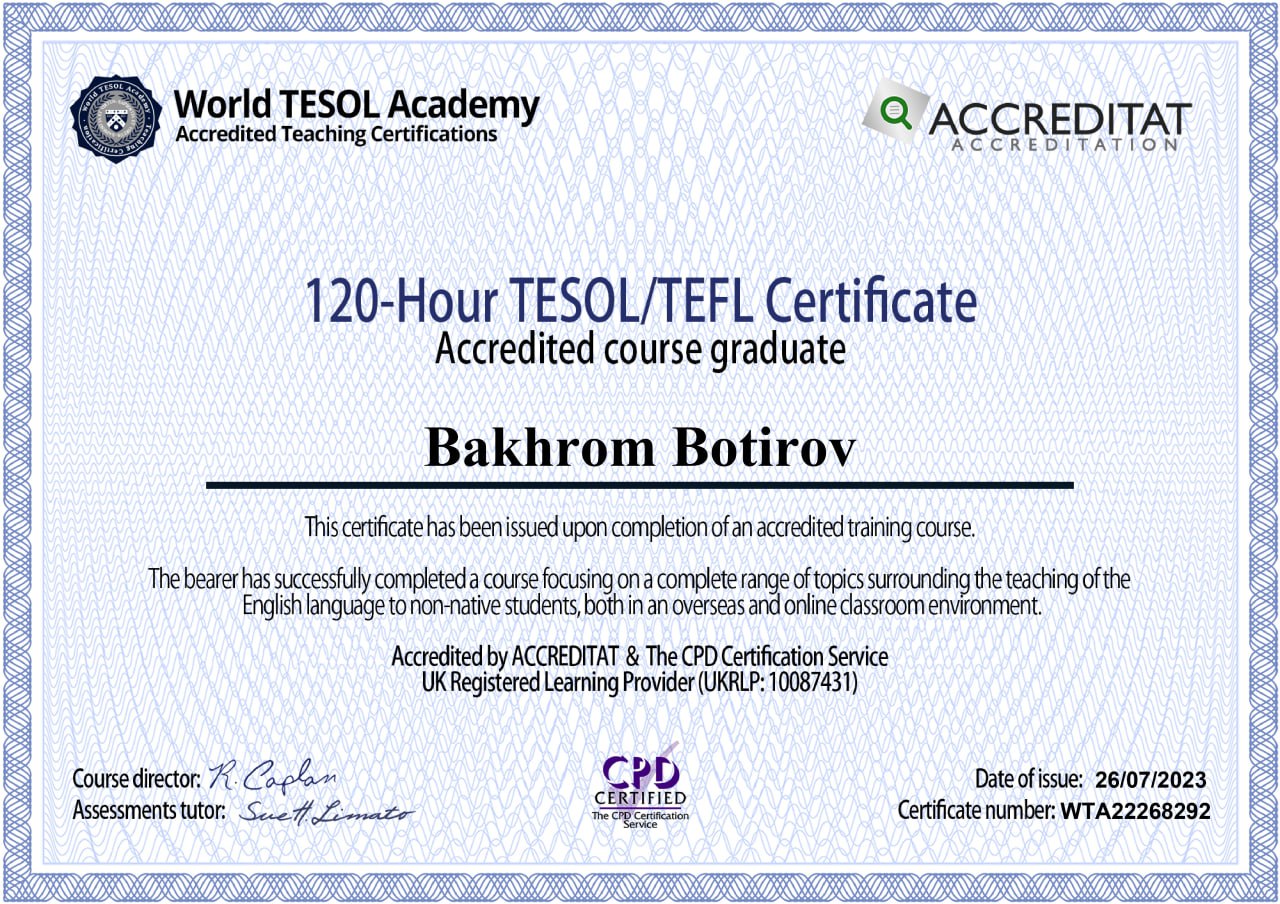 World TESOL Academy
Accredited Teaching Certifications
World TESOL Academy Teaching Certification
ACCREDITAT
ACCREDITATION
120-Hour TESOL/TEFL Certificate
Accredited course graduate
Bakhrom Botirov
This certificate has been issued upon completion of an accredited training course.
The bearer has successfully completed a course focusing on a complete range of topics surrounding the teaching of the
English language to non-native students, both in an overseas and online classroom environment.
Accredited by ACCREDITAT & The CPD Certification Service
UK Registered Learning Provider (UKRLP: 10087431)
Course director: R. Caplan
Assessments tutor: Sue H. Limato
CPD
CERTIFIED
The CPD Certification
Service
Date of issue: 26/07/2023
Certificate number: WTA22268292